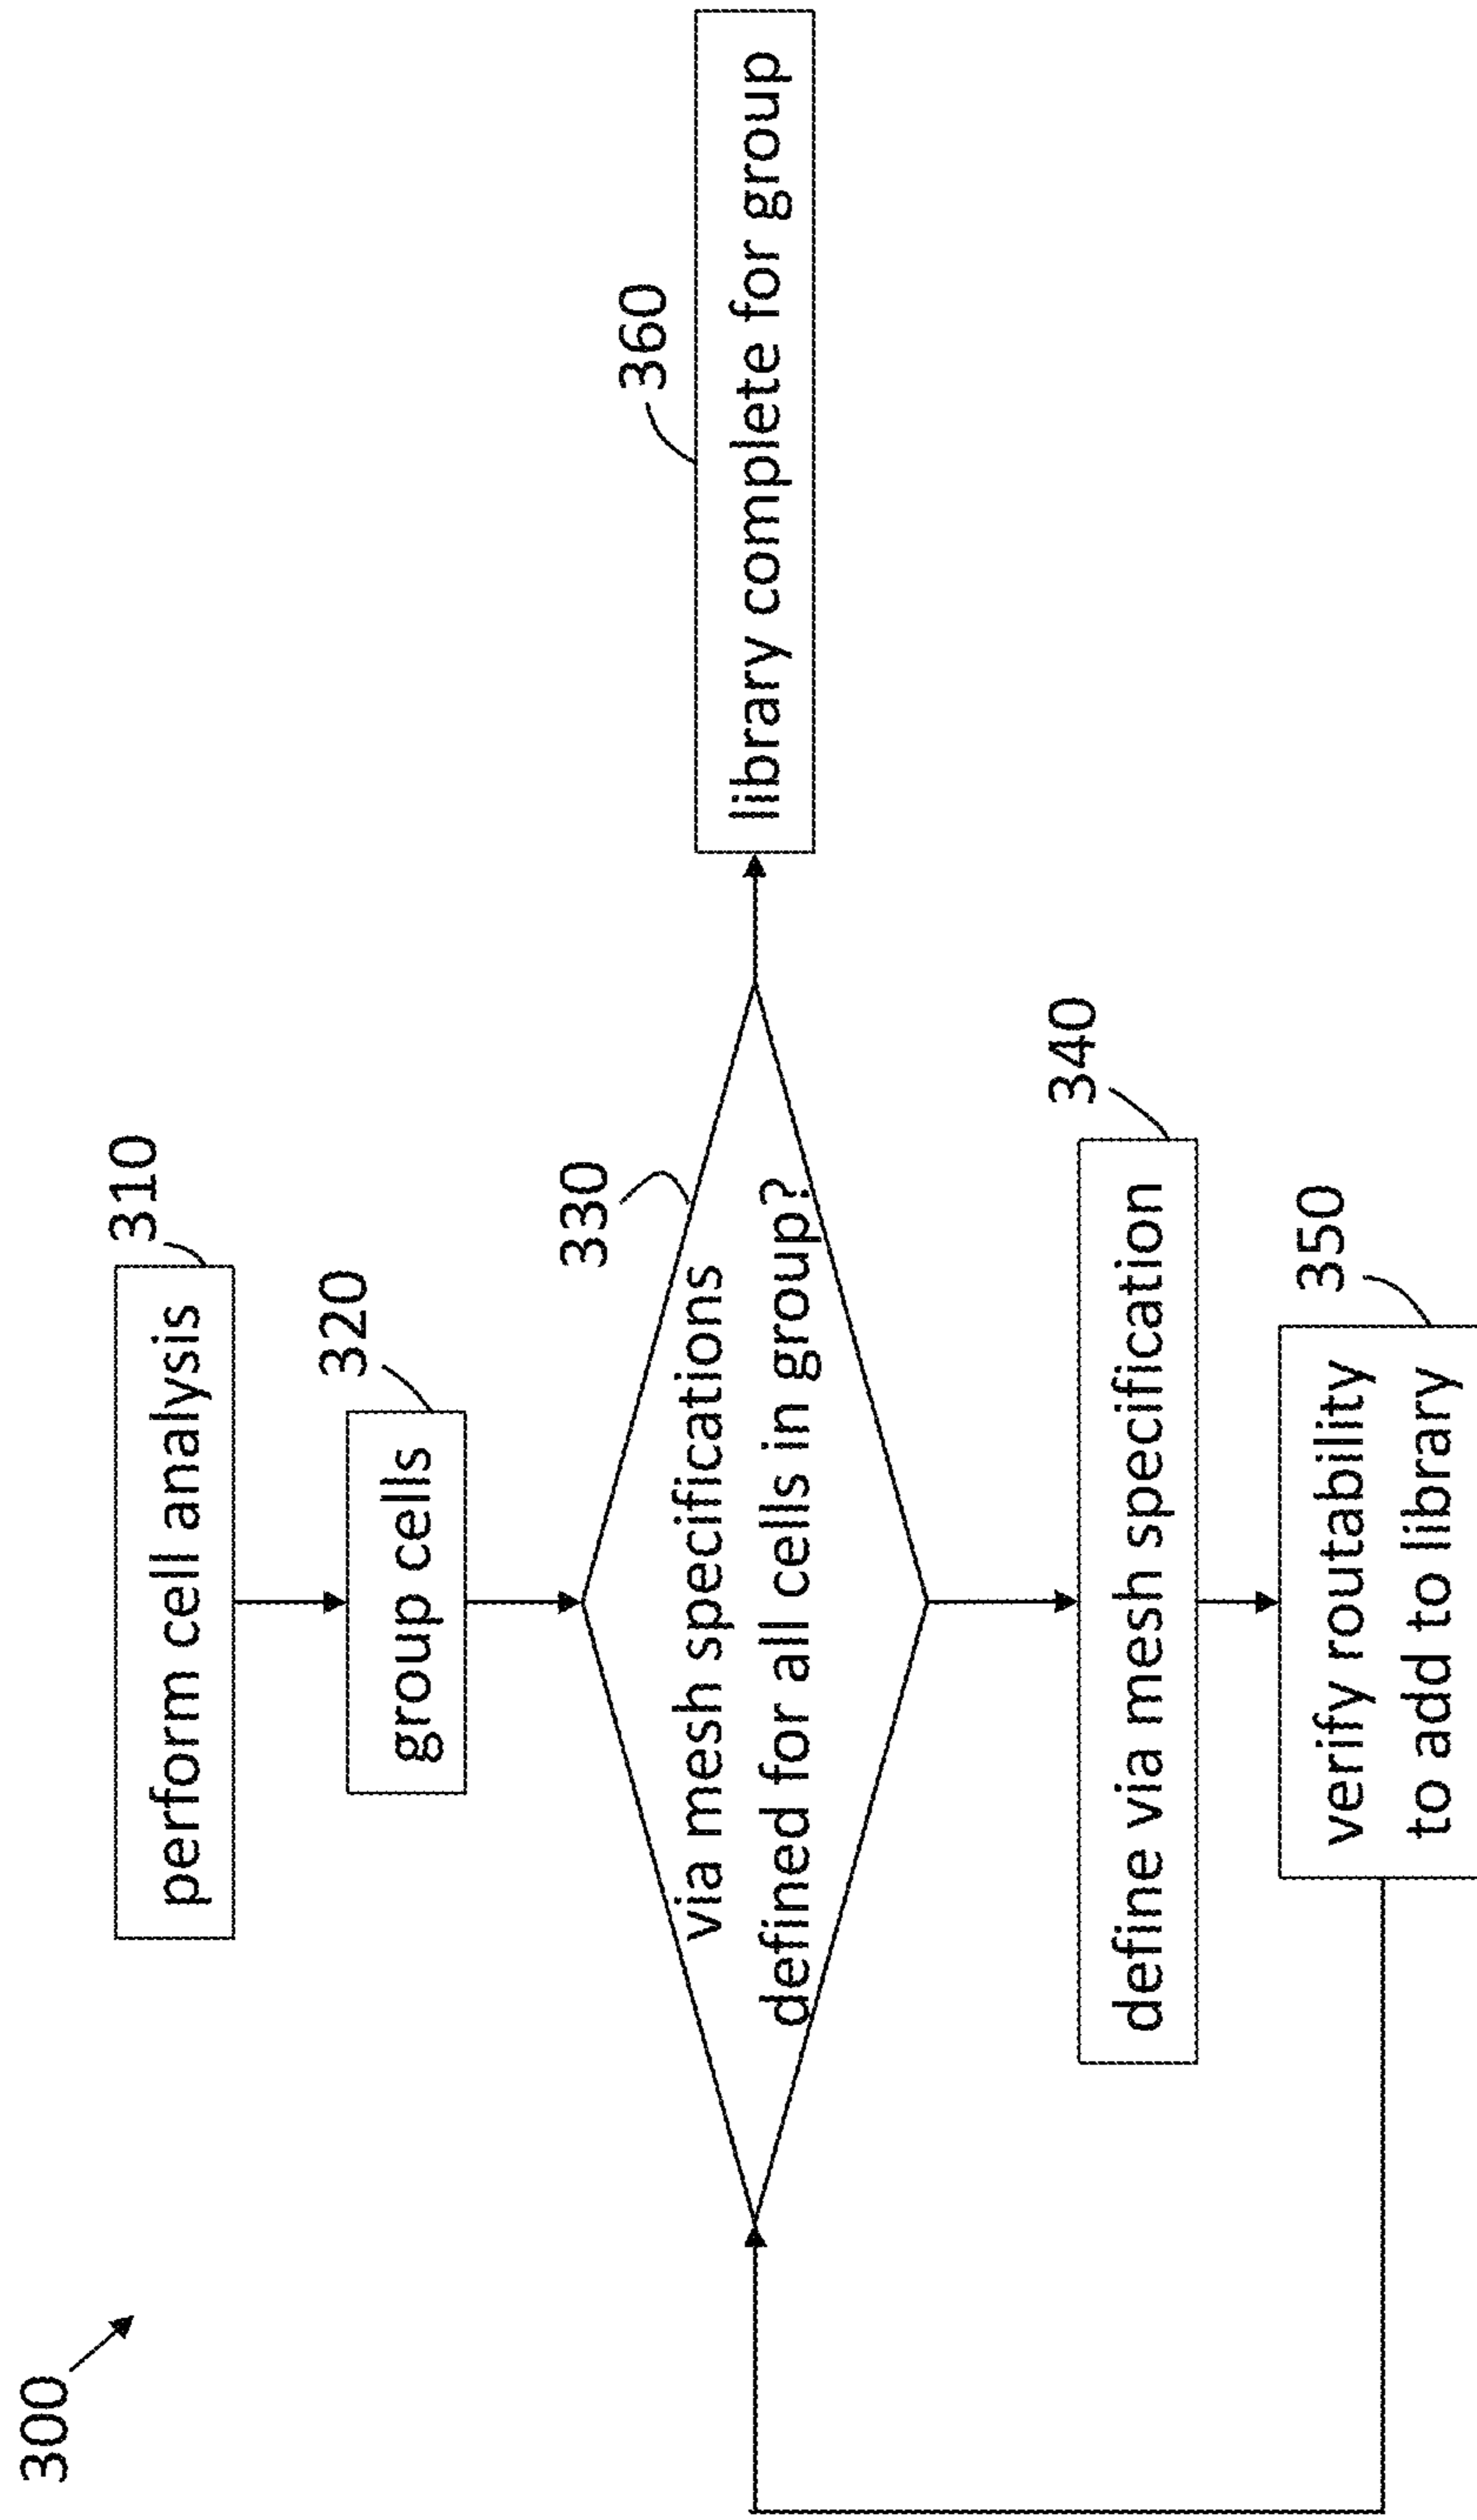 300
310
perform cell analysis
320
group cells
330
via mesh specifications
defined for all cells in group?
360
library complete for group
340
define via mesh specification
350
verify routability
to add to library